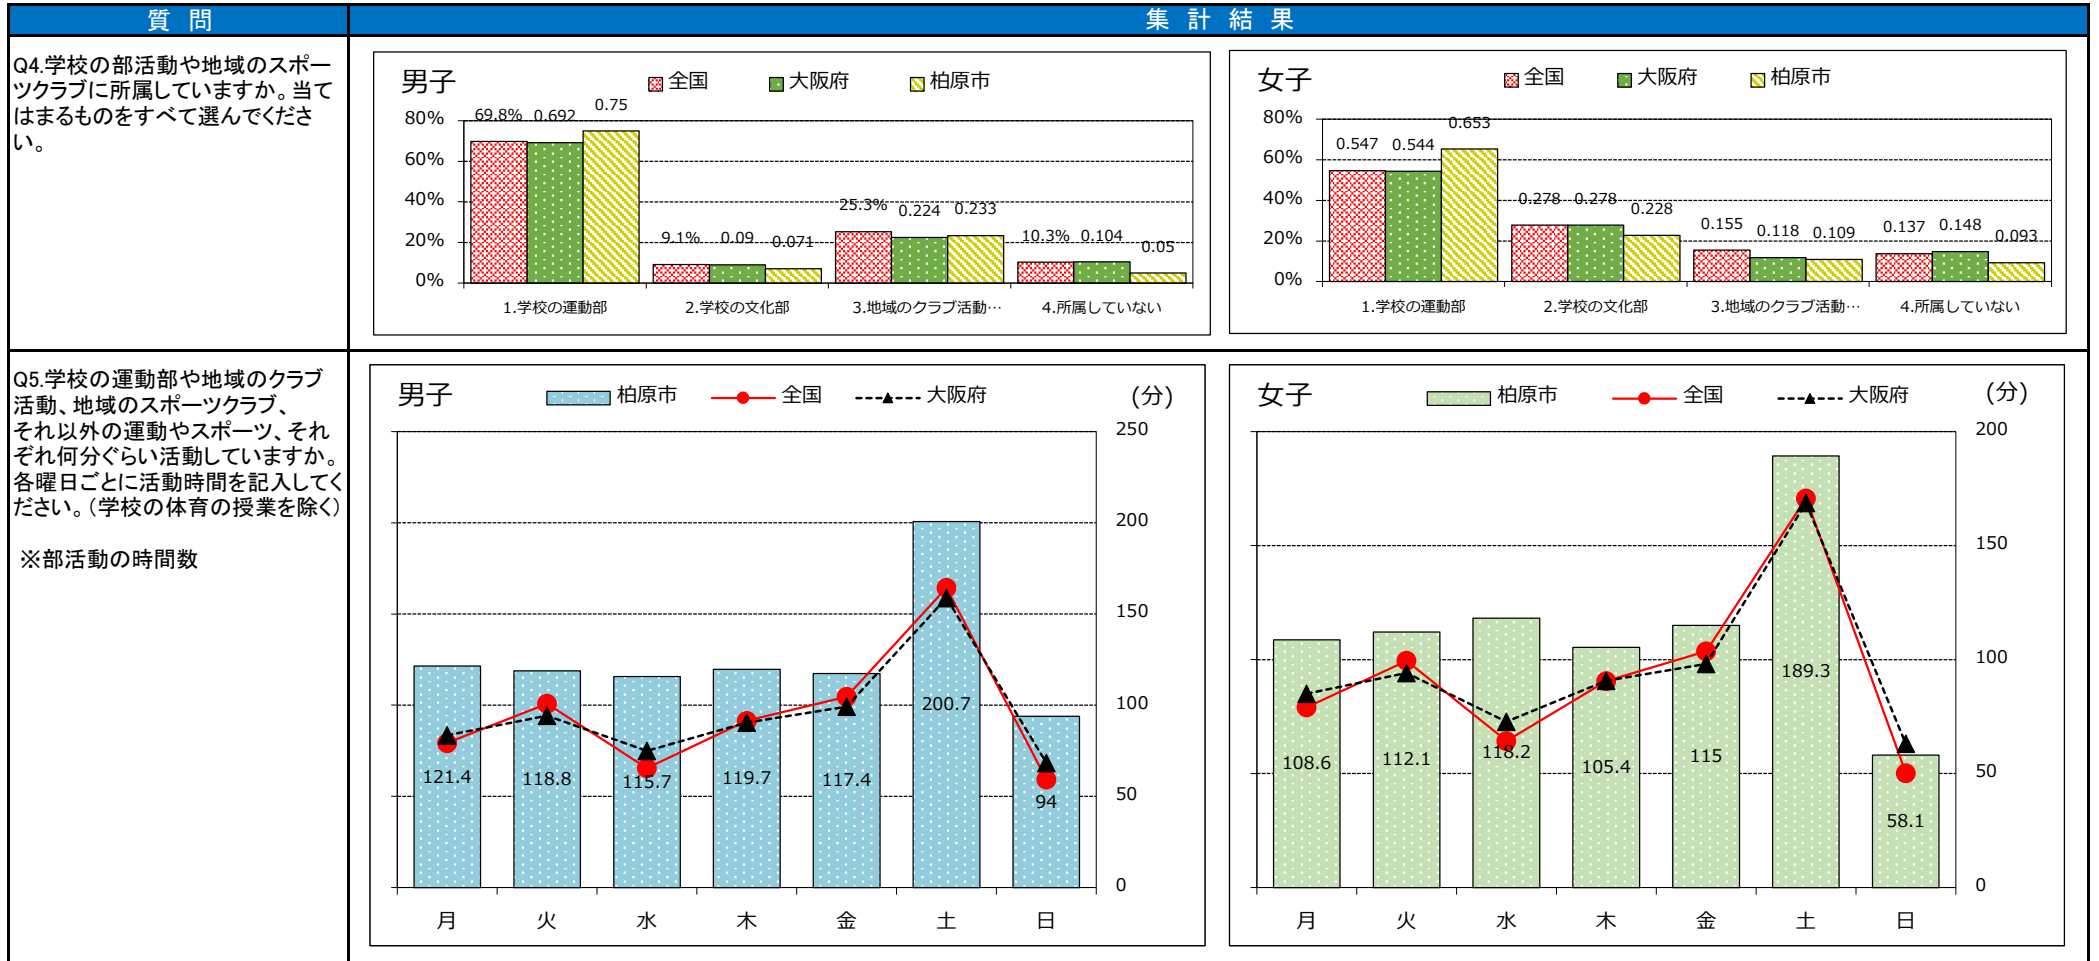 質 問
集 計 結 果
Q4.学校の部活動や地域のスポー
ツクラブに所属していますか。当て
はまるものをすべて選んでくださ
い。
男子
全国 大阪府 柏原市
69.8% 0.692 0.75
9.1% 0.09 0.071
25.3% 0.224 0.233
10.3% 0.104 0.05
80%
60%
40%
20%
0%
1.学校の運動部 2.学校の文化部 3.地域のクラブ活動… 4.所属していない
女子
全国 大阪府 柏原市
0.547 0.544 0.653
0.278 0.278 0.228
0.155 0.118 0.109
0.137 0.148 0.093
80%
60%
40%
20%
0%
1.学校の運動部 2.学校の文化部 3.地域のクラブ活動… 4.所属していない
Q5.学校の運動部や地域のクラブ
活動、地域のスポーツクラブ、
それ以外の運動やスポーツ、それ
ぞれ何分ぐらい活動していますか。
各曜日ごとに活動時間を記入してく
ださい。(学校の体育の授業を除く)
※部活動の時間数
男子
柏原市 全国 大阪府
(分)
250
200
150
100
50
0
121.4 118.8 115.7 119.7 117.4 200.7 94
月 火 水 木 金 土 日
女子
柏原市 全国 大阪府
(分)
200
150
100
50
0
108.6 112.1 118.2 105.4 115 189.3 58.1
月 火 水 木 金 土 日